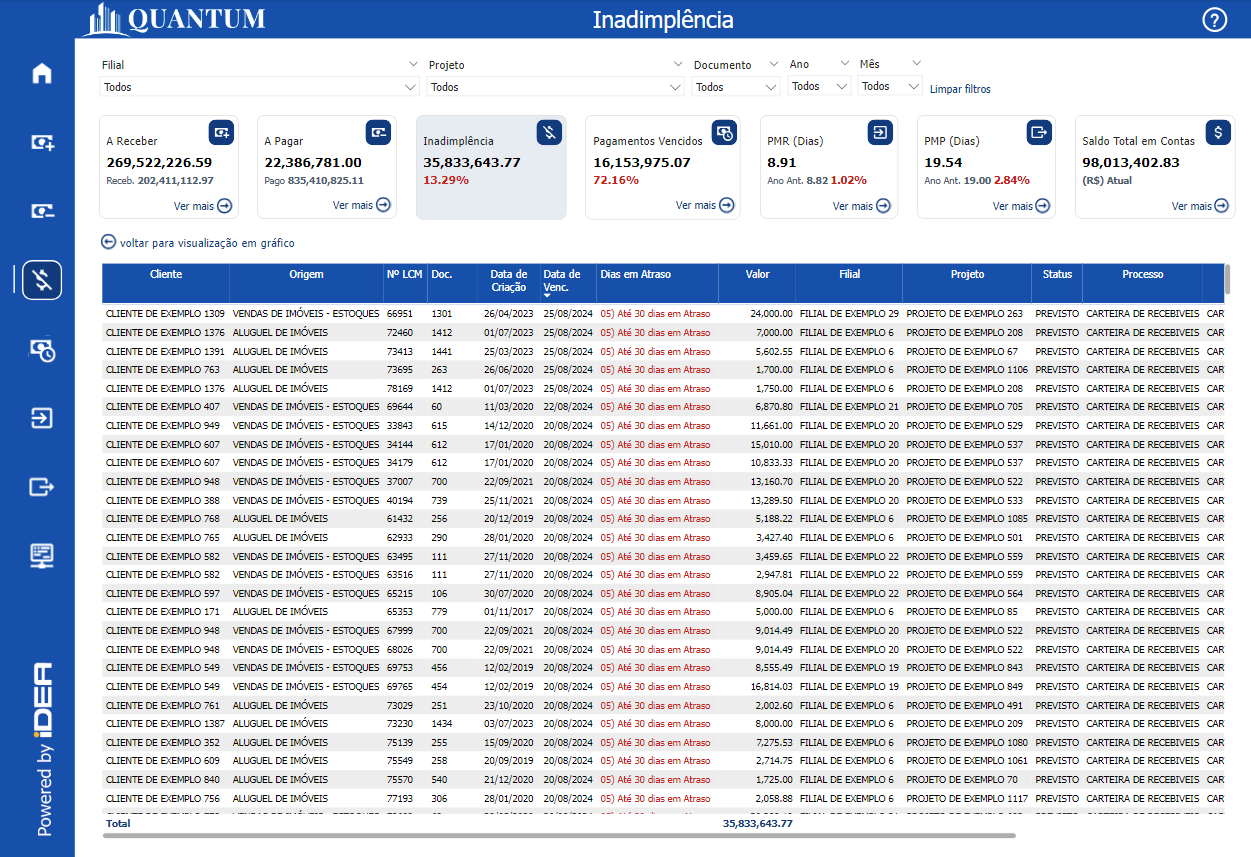 QUANTUM
Inadimplência
Filial Projeto Documento Ano Mês
Todos Todos Todos Todos Todos Limpar filtros
A Receber A Pagar Inadimplência Pagamentos Vencidos PMR (Dias) PMP (Dias) Saldo Total em Contas
269,522,226.59 22,386,781.00 35,833,643.77 16,153,975.07 8.91 19.54 98,013,402.83
Receb. 202,411,112.97 Pago 835,410,825.11 13.29% 72.16% Ano Ant. 8.82 1.02% Ano Ant. 19.00 2.84% (R$) Atual
Ver mais Ver mais Ver mais Ver mais Ver mais Ver mais
voltar para visualização em gráfico
Cliente Origem Nº LCM Doc. Data de Criação Data de Venc. Dias em Atraso Valor Filial Projeto Status Processo
CLIENTE DE EXEMPLO 1309 VENDAS DE IMÓVEIS - ESTOQUES 66951 1301 26/04/2023 25/08/2024 05) Até 30 dias em Atraso 24,000.00 FILIAL DE EXEMPLO 29 PROJETO DE EXEMPLO 263 PREVISTO CARTEIRA DE RECEBIVEIS CAR
CLIENTE DE EXEMPLO 1376 ALUGUEL DE IMÓVEIS 72460 1412 01/07/2023 25/08/2024 05) Até 30 dias em Atraso 7,000.00 FILIAL DE EXEMPLO 6 PROJETO DE EXEMPLO 208 PREVISTO CARTEIRA DE RECEBIVEIS CAR
CLIENTE DE EXEMPLO 1391 ALUGUEL DE IMÓVEIS 73413 1441 25/03/2023 25/08/2024 05) Até 30 dias em Atraso 5,602.55 FILIAL DE EXEMPLO 6 PROJETO DE EXEMPLO 67 PREVISTO CARTEIRA DE RECEBIVEIS CAR
CLIENTE DE EXEMPLO 763 ALUGUEL DE IMÓVEIS 73695 263 26/06/2020 25/08/2024 05) Até 30 dias em Atraso 1,700.00 FILIAL DE EXEMPLO 6 PROJETO DE EXEMPLO 1106 PREVISTO CARTEIRA DE RECEBIVEIS CAR
CLIENTE DE EXEMPLO 1376 ALUGUEL DE IMÓVEIS 78169 1412 01/07/2023 25/08/2024 05) Até 30 dias em Atraso 1,750.00 FILIAL DE EXEMPLO 6 PROJETO DE EXEMPLO 208 PREVISTO CARTEIRA DE RECEBIVEIS CAR
CLIENTE DE EXEMPLO 407 VENDAS DE IMÓVEIS - ESTOQUES 69644 60 11/03/2020 22/08/2024 05) Até 30 dias em Atraso 6,870.80 FILIAL DE EXEMPLO 21 PROJETO DE EXEMPLO 705 PREVISTO CARTEIRA DE RECEBIVEIS CAR
CLIENTE DE EXEMPLO 949 VENDAS DE IMÓVEIS - ESTOQUES 33843 615 14/12/2020 20/08/2024 05) Até 30 dias em Atraso 11,661.00 FILIAL DE EXEMPLO 20 PROJETO DE EXEMPLO 529 PREVISTO CARTEIRA DE RECEBIVEIS CAR
CLIENTE DE EXEMPLO 607 VENDAS DE IMÓVEIS - ESTOQUES 34144 612 17/01/2020 20/08/2024 05) Até 30 dias em Atraso 15,010.00 FILIAL DE EXEMPLO 20 PROJETO DE EXEMPLO 537 PREVISTO CARTEIRA DE RECEBIVEIS CAR
CLIENTE DE EXEMPLO 607 VENDAS DE IMÓVEIS - ESTOQUES 34179 612 17/01/2020 20/08/2024 05) Até 30 dias em Atraso 10,833.33 FILIAL DE EXEMPLO 20 PROJETO DE EXEMPLO 537 PREVISTO CARTEIRA DE RECEBIVEIS CAR
CLIENTE DE EXEMPLO 948 VENDAS DE IMÓVEIS - ESTOQUES 37007 700 22/09/2021 20/08/2024 05) Até 30 dias em Atraso 13,160.70 FILIAL DE EXEMPLO 20 PROJETO DE EXEMPLO 522 PREVISTO CARTEIRA DE RECEBIVEIS CAR
CLIENTE DE EXEMPLO 388 VENDAS DE IMÓVEIS - ESTOQUES 40194 739 25/11/2021 20/08/2024 05) Até 30 dias em Atraso 13,289.50 FILIAL DE EXEMPLO 20 PROJETO DE EXEMPLO 533 PREVISTO CARTEIRA DE RECEBIVEIS CAR
CLIENTE DE EXEMPLO 768 ALUGUEL DE IMÓVEIS 61432 256 20/12/2019 20/08/2024 05) Até 30 dias em Atraso 5,188.22 FILIAL DE EXEMPLO 6 PROJETO DE EXEMPLO 1085 PREVISTO CARTEIRA DE RECEBIVEIS CAR
CLIENTE DE EXEMPLO 765 ALUGUEL DE IMÓVEIS 62933 290 28/01/2020 20/08/2024 05) Até 30 dias em Atraso 3,427.40 FILIAL DE EXEMPLO 6 PROJETO DE EXEMPLO 501 PREVISTO CARTEIRA DE RECEBIVEIS CAR
CLIENTE DE EXEMPLO 582 VENDAS DE IMÓVEIS - ESTOQUES 63495 111 27/11/2020 20/08/2024 05) Até 30 dias em Atraso 3,459.65 FILIAL DE EXEMPLO 22 PROJETO DE EXEMPLO 559 PREVISTO CARTEIRA DE RECEBIVEIS CAR
CLIENTE DE EXEMPLO 582 VENDAS DE IMÓVEIS - ESTOQUES 63516 111 27/11/2020 20/08/2024 05) Até 30 dias em Atraso 2,947.81 FILIAL DE EXEMPLO 22 PROJETO DE EXEMPLO 559 PREVISTO CARTEIRA DE RECEBIVEIS CAR
CLIENTE DE EXEMPLO 597 VENDAS DE IMÓVEIS - ESTOQUES 65215 106 30/07/2020 20/08/2024 05) Até 30 dias em Atraso 8,905.04 FILIAL DE EXEMPLO 22 PROJETO DE EXEMPLO 564 PREVISTO CARTEIRA DE RECEBIVEIS CAR
CLIENTE DE EXEMPLO 171 ALUGUEL DE IMÓVEIS 65353 779 01/11/2017 20/08/2024 05) Até 30 dias em Atraso 5,000.00 FILIAL DE EXEMPLO 6 PROJETO DE EXEMPLO 85 PREVISTO CARTEIRA DE RECEBIVEIS CAR
CLIENTE DE EXEMPLO 948 VENDAS DE IMÓVEIS - ESTOQUES 67999 700 22/09/2021 20/08/2024 05) Até 30 dias em Atraso 9,014.49 FILIAL DE EXEMPLO 20 PROJETO DE EXEMPLO 522 PREVISTO CARTEIRA DE RECEBIVEIS CAR
CLIENTE DE EXEMPLO 948 VENDAS DE IMÓVEIS - ESTOQUES 68026 700 22/09/2021 20/08/2024 05) Até 30 dias em Atraso 9,014.49 FILIAL DE EXEMPLO 20 PROJETO DE EXEMPLO 522 PREVISTO CARTEIRA DE RECEBIVEIS CAR
CLIENTE DE EXEMPLO 549 VENDAS DE IMÓVEIS - ESTOQUES 69753 456 12/02/2019 20/08/2024 05) Até 30 dias em Atraso 8,555.49 FILIAL DE EXEMPLO 19 PROJETO DE EXEMPLO 843 PREVISTO CARTEIRA DE RECEBIVEIS CAR
CLIENTE DE EXEMPLO 549 VENDAS DE IMÓVEIS - ESTOQUES 69765 454 12/02/2019 20/08/2024 05) Até 30 dias em Atraso 16,814.03 FILIAL DE EXEMPLO 19 PROJETO DE EXEMPLO 849 PREVISTO CARTEIRA DE RECEBIVEIS CAR
CLIENTE DE EXEMPLO 761 ALUGUEL DE IMÓVEIS 73029 251 23/10/2020 20/08/2024 05) Até 30 dias em Atraso 2,002.60 FILIAL DE EXEMPLO 6 PROJETO DE EXEMPLO 491 PREVISTO CARTEIRA DE RECEBIVEIS CAR
CLIENTE DE EXEMPLO 1387 ALUGUEL DE IMÓVEIS 73230 1434 03/07/2023 20/08/2024 05) Até 30 dias em Atraso 8,000.00 FILIAL DE EXEMPLO 6 PROJETO DE EXEMPLO 209 PREVISTO CARTEIRA DE RECEBIVEIS CAR
CLIENTE DE EXEMPLO 352 ALUGUEL DE IMÓVEIS 75139 255 15/09/2020 20/08/2024 05) Até 30 dias em Atraso 7,275.53 FILIAL DE EXEMPLO 6 PROJETO DE EXEMPLO 1080 PREVISTO CARTEIRA DE RECEBIVEIS CAR
CLIENTE DE EXEMPLO 609 ALUGUEL DE IMÓVEIS 75549 258 20/09/2019 20/08/2024 05) Até 30 dias em Atraso 2,714.75 FILIAL DE EXEMPLO 6 PROJETO DE EXEMPLO 1061 PREVISTO CARTEIRA DE RECEBIVEIS CAR
CLIENTE DE EXEMPLO 840 ALUGUEL DE IMÓVEIS 75570 540 21/12/2020 20/08/2024 05) Até 30 dias em Atraso 1,725.00 FILIAL DE EXEMPLO 6 PROJETO DE EXEMPLO 70 PREVISTO CARTEIRA DE RECEBIVEIS CAR
CLIENTE DE EXEMPLO 756 ALUGUEL DE IMÓVEIS 77193 306 28/01/2020 20/08/2024 05) Até 30 dias em Atraso 2,058.88 FILIAL DE EXEMPLO 6 PROJETO DE EXEMPLO 1117 PREVISTO CARTEIRA DE RECEBIVEIS CAR
Total 35,833,643.77
Powered by iDEA